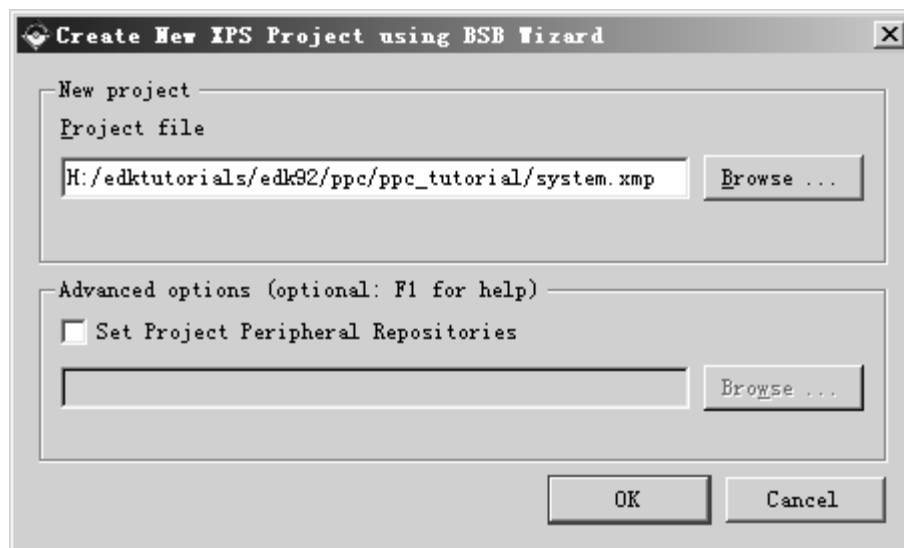 Create New XPS Project using BSB Wizard
New project
Project file
H:/edktutorials/edk92/ppc/ppc_tutorial/system.xmp
Browse ...
Advanced options (optional: F1 for help)
Set Project Peripheral Repositories
Browse ...
OK
Cancel